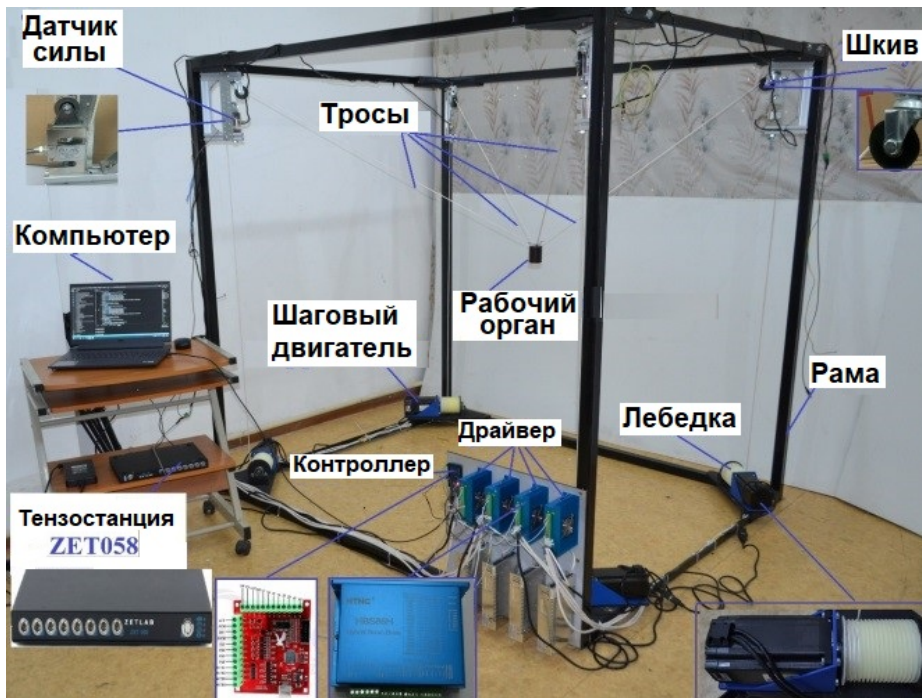 Датчик
силы
Шкив
Тросы
Компьютер
Рабочий
орган
Шаговый
двигатель
Рама
Лебедка
Драйвер
Контроллер
Тензостанция
ZET058
ZETLAB